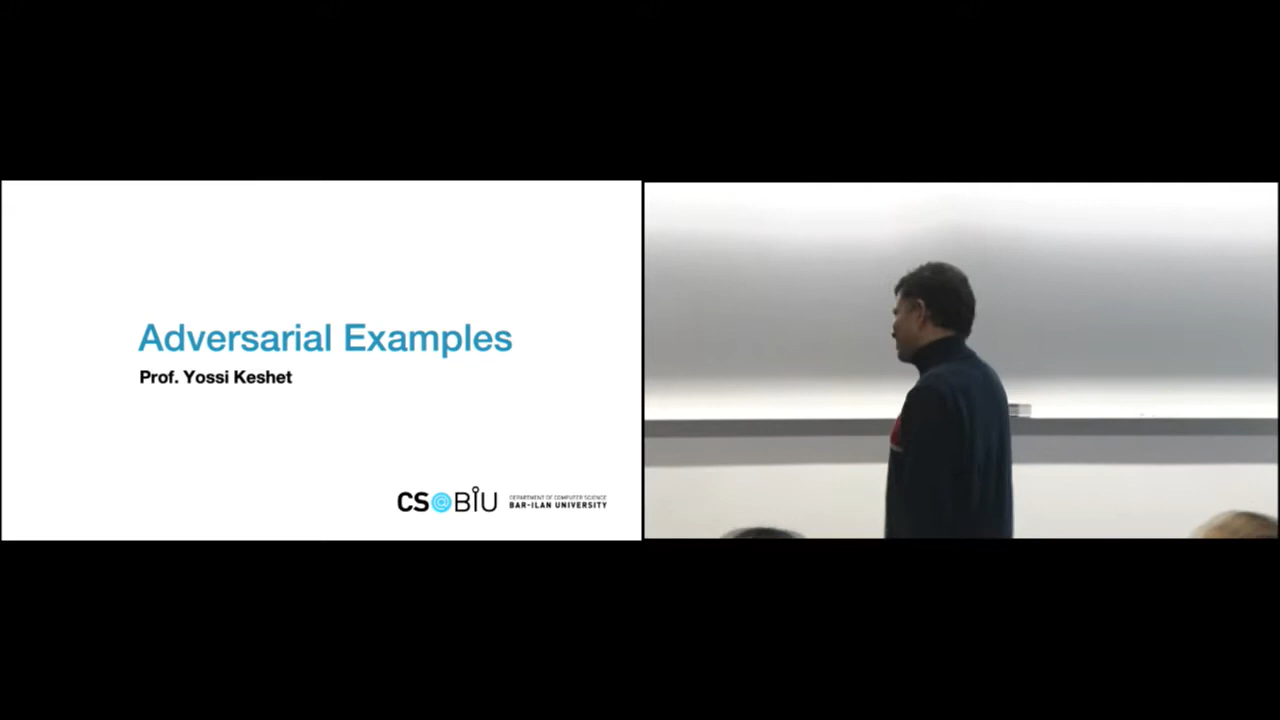 Adversarial Examples
Prof. Yossi Keshet
CS@BIU
DEPARTMENT OF COMPUTER SCIENCE
BAR-ILAN UNIVERSITY